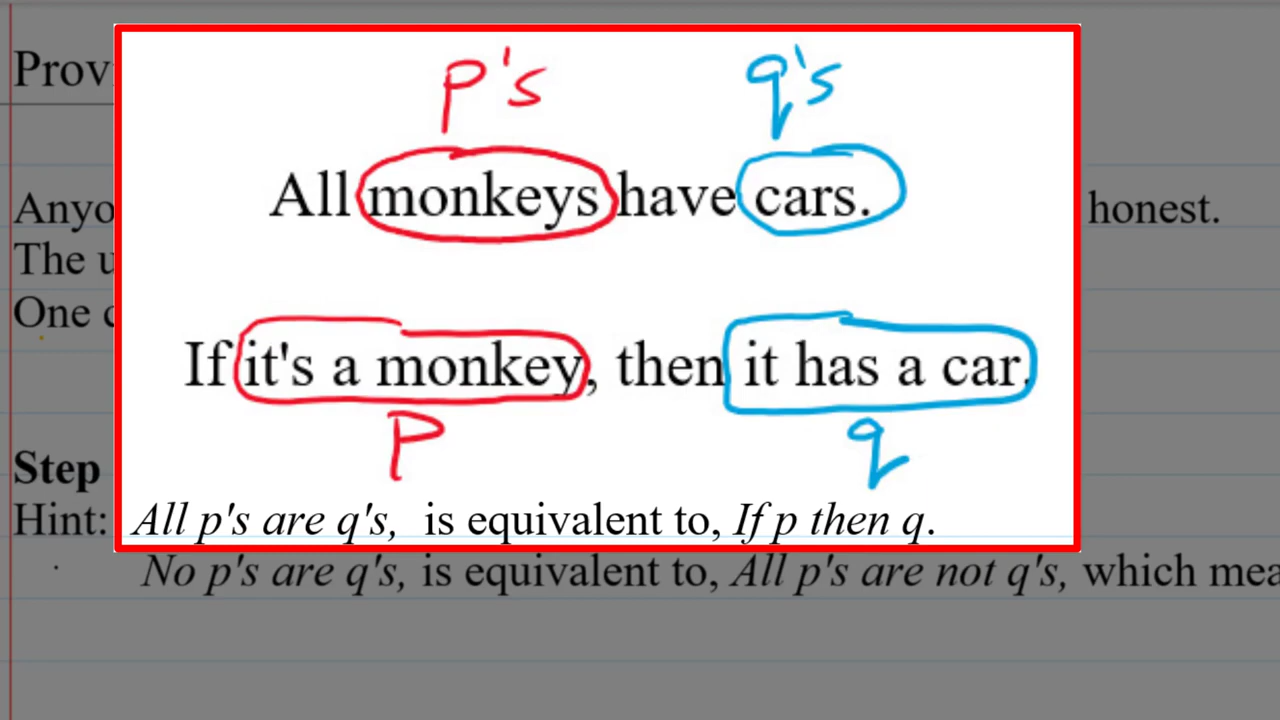 p's q's
All monkeys have cars.
If it's a monkey, then it has a car.
p q
All p's are q's, is equivalent to, If p then q.
Anyo honest.
The u
One c
Step
Hint:
No p's are q's, is equivalent to, All p's are not q's, which mea